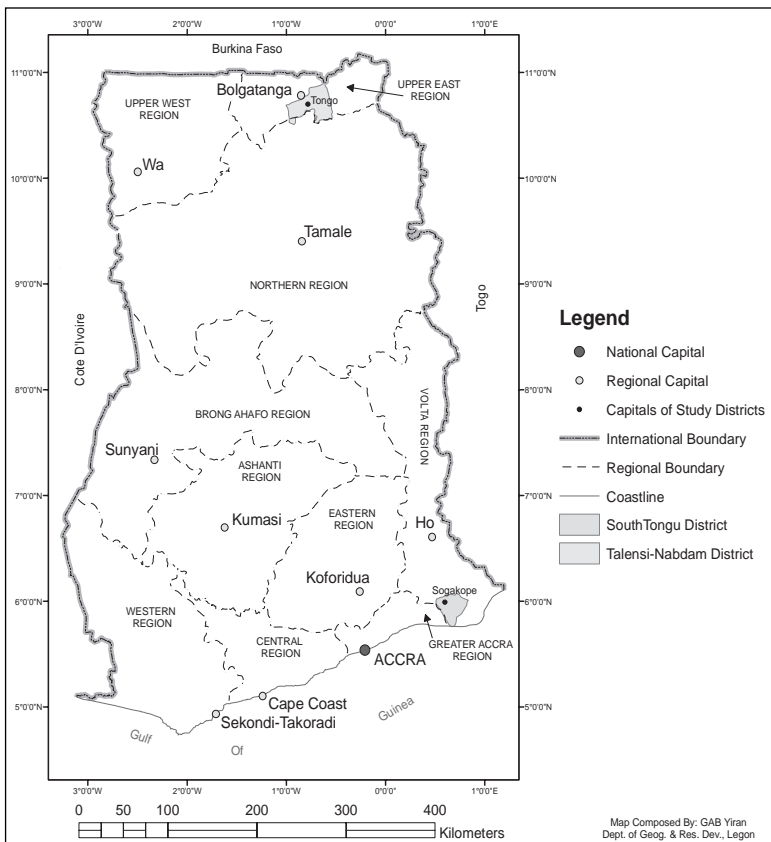 3°0'0"W 2°0'0"W 1°0'0"W 0°0'0" 1°0'0"E
Burkina Faso
11°0'0"N 11°0'0"N
UPPER EAST
REGION
Bolgatanga
Tongo
UPPER WEST
REGION
Wa
10°0'0"N 10°0'0"N
Tamale
9°0'0"N 9°0'0"N
NORTHERN REGION
Togo
Cote D'Ivoire
8°0'0"N 8°0'0"N
BRONG AHAFO REGION
VOLTA REGION
Sunyani
ASHANTI
REGION
7°0'0"N 7°0'0"N
Kumasi
EASTERN
REGION
Ho
Koforidua
Sogakope
6°0'0"N 6°0'0"N
WESTERN
REGION
CENTRAL
REGION
GREATER ACCRA
REGION
ACCRA
Cape Coast
5°0'0"N 5°0'0"N
Sekondi-Takoradi
Gulf
Of
Guinea
3°0'0"W 2°0'0"W 1°0'0"W 0°0'0" 1°0'0"E
Legend
National Capital
Regional Capital
Capitals of Study Districts
International Boundary
Regional Boundary
Coastline
SouthTongu District
Talensi-Nabdam District
0 50 100 200 300 400
Kilometers
Map Composed By: GAB Yiran
Dept. of Geog. & Res. Dev., Legon